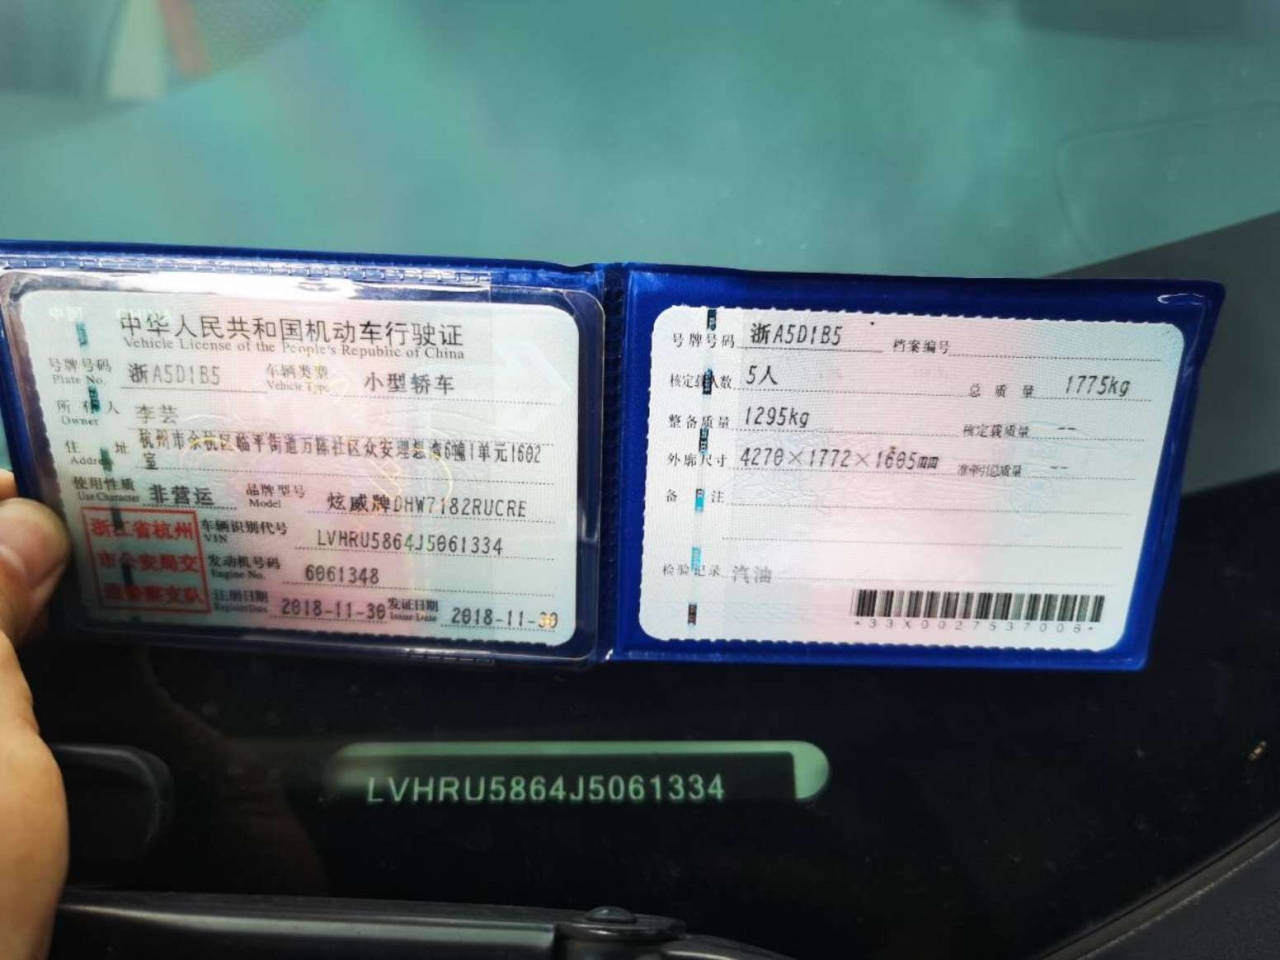 中国 CHINA
中华人民共和国机动车行驶证
Vehicle License of the People's Republic of China
号牌号码 浙A5D1B5 车辆类型 小型轿车
Plate No. Vehicle Type
所有人 李芸
Owner
住址 杭州市余杭区临平街道万陈社区众安理想湾6幢1单元1602
Address 室
使用性质 非营运 品牌型号 炫威牌DHW7182RUCRE
Use Character Model
浙江省杭州
市公安局交
通警察支队
车辆识别代号 LVHRU5864J5061334
VIN
发动机号码 6061348
Engine No.
注册日期 2018-11-30 发证日期 2018-11-30
Register Date Issue Date
号牌号码 浙A5D1B5 档案编号
核定载人数 5人 总质量 1775kg
整备质量 1295kg 核定载质量 --
外廓尺寸 4270×1772×1605mm 准牵引总质量 --
备注
检验记录 汽油
*33X0027537006*
LVHRU5864J5061334